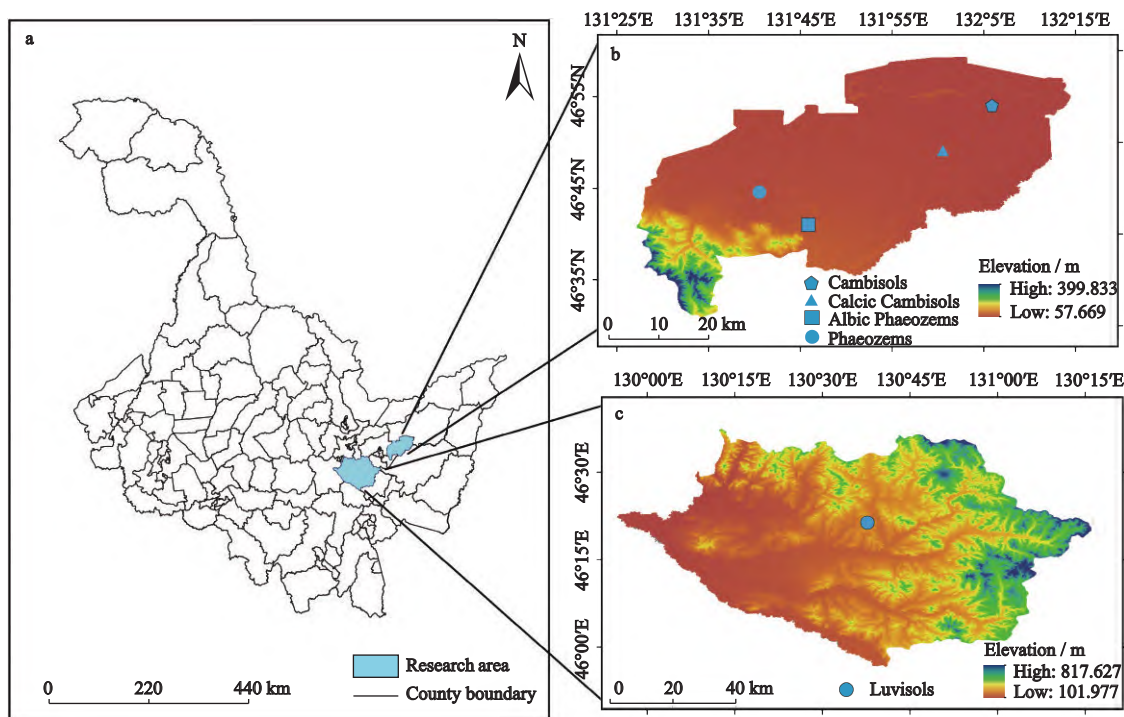 a
N
Research area
County boundary
0 220 440 km
131°25′E 131°35′E 131°45′E 131°55′E 132°5′E 132°15′E
b
46°55′N
46°45′N
46°35′N
Elevation / m
High: 399.833
Low: 57.669
Cambisols
Calcic Cambisols
Albic Phaeozems
Phaeozems
0 10 20 km
130°00′E 130°15′E 130°30′E 130°45′E 131°00′E 130°15′E
c
46°30′E
46°15′E
46°00′E
Elevation / m
High: 817.627
Low: 101.977
0 20 40 km
Luvisols